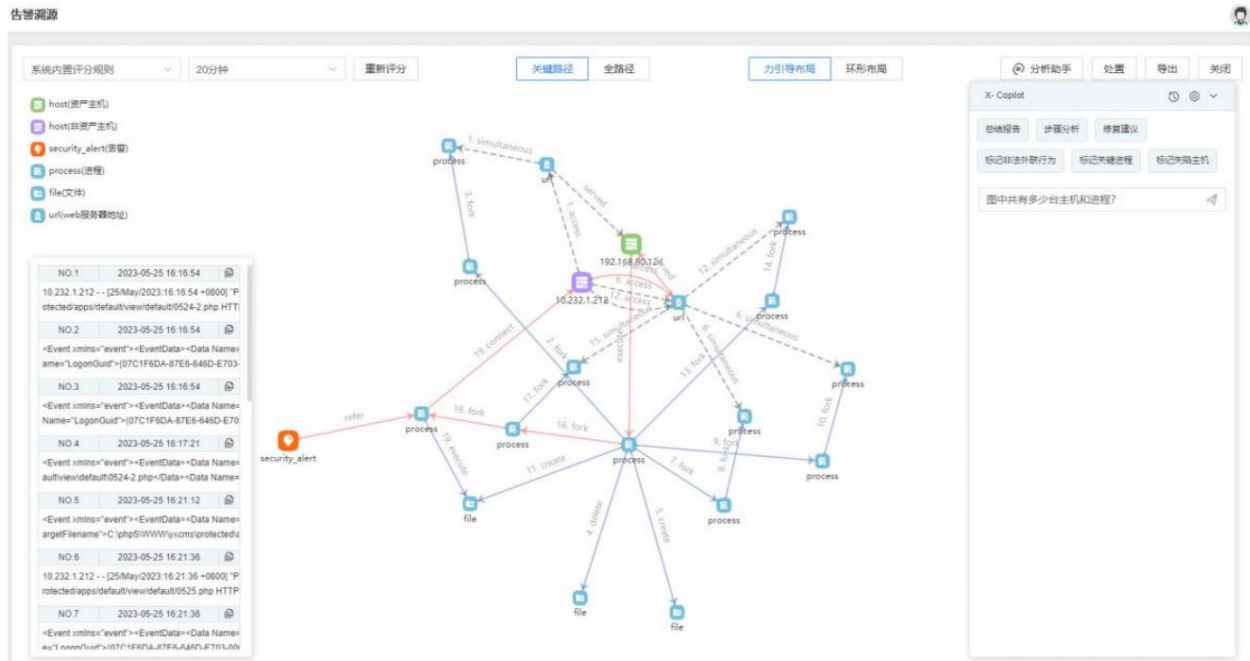 告警溯源
系统内置评分规则
20分钟
重新评分
关键路径
全路径
力引导布局
环形布局
分析助手
处置
导出
关闭
host(资产主机)
host(非资产主机)
security_alert(告警)
process(进程)
file(文件)
url(web服务器地址)
NO.1 2023-05-25 16:16:54
10.232.1.212 - - [25/May/2023:16:16:54 +0800] "P
otected/apps/default/view/default/0524-2.php HTT
NO.2 2023-05-25 16:16:54
<Event xmlns="event"><EventData><Data Name=
ame="LogonGuid">{07C1F6DA-87E6-646D-E703-
NO.3 2023-05-25 16:16:54
<Event xmlns="event"><EventData><Data Name=
Name="LogonGuid">{07C1F6DA-87E6-646D-E70
NO.4 2023-05-25 16:17:21
<Event xmlns="event"><EventData><Data Name=
ault\view\default\0524-2.php</Data><Data Name=
NO.5 2023-05-25 16:21:12
<Event xmlns="event"><EventData><Data Name=
argetFilename">C:\phpS\WWW\yxcms\protected\a
NO.6 2023-05-25 16:21:36
10.232.1.212 - - [25/May/2023:16:21:36 +0800] "P
rotected/apps/default/view/default/0525.php HTTP
NO.7 2023-05-25 16:21:36
<Event xmlns="event"><EventData><Data Name=
1. simultaneous
process
url
served
1. access
3. fork
process
192.168.90.124
10.232.1.212
access
served
6. access
12. access
url
12. simultaneous
process
14. fork
process
15. simultaneous
6. simultaneous
6. simultaneous
execute
19. connect
2. fork
13. fork
process
17. fork
process
process
10. fork
refer
process
18. fork
process
16. fork
process
9. fork
8. fork
7. fork
process
security_alert
19. execute
11. create
file
process
4. delete
5. create
file
file
X- Copilot
总结报告
步骤分析
修复建议
标记非法外联行为
标记关键进程
标记失陷主机
图中共有多少台主机和进程?